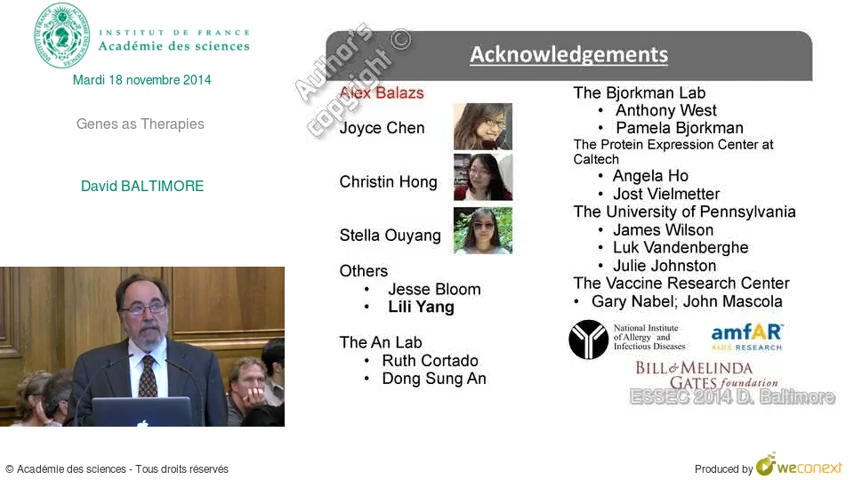 INSTITUT DE FRANCE
Académie des sciences
Mardi 18 novembre 2014
Genes as Therapies
David BALTIMORE
Author's
copyright ©
Acknowledgements
Alex Balazs
Joyce Chen
Christin Hong
Stella Ouyang
Others
• Jesse Bloom
• Lili Yang
The An Lab
• Ruth Cortado
• Dong Sung An
The Bjorkman Lab
• Anthony West
• Pamela Bjorkman
The Protein Expression Center at
Caltech
• Angela Ho
• Jost Vielmetter
The University of Pennsylvania
• James Wilson
• Luk Vandenberghe
• Julie Johnston
The Vaccine Research Center
• Gary Nabel; John Mascola
National Institute
of Allergy and
Infectious Diseases
amfAR™
AIDS RESEARCH
BILL & MELINDA
GATES foundation
ESSEC 2014 D. Baltimore
© Académie des sciences - Tous droits réservés
Produced by weconext